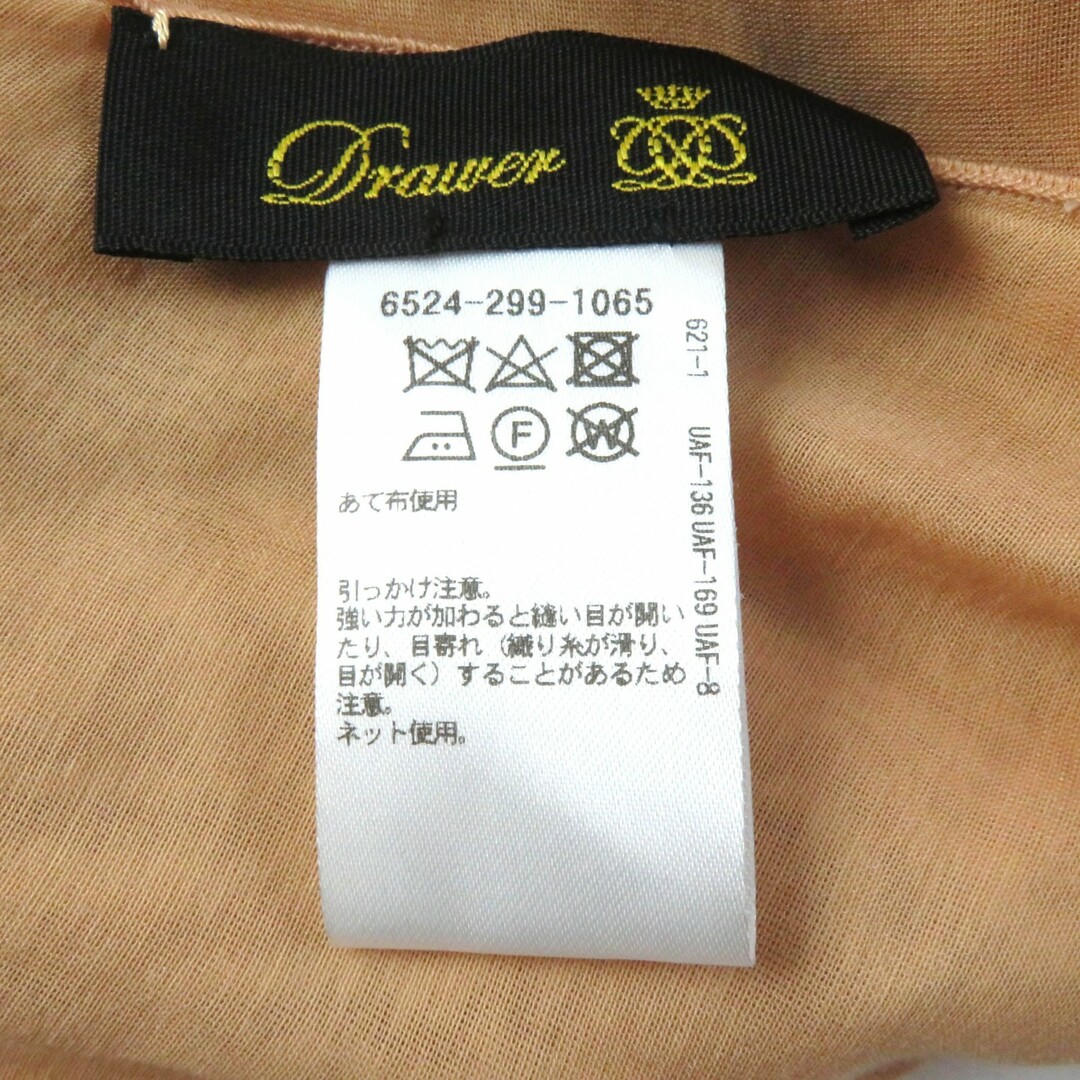 Drawer
6524-299-1065
F
W
あて布使用
引っかけ注意。
強い力が加わると縫い目が開い
たり、目寄れ（織り糸が滑り、
目が開く）することがあるため
注意。
ネット使用。
621-1 UAF-136 UAF-169 UAF-8